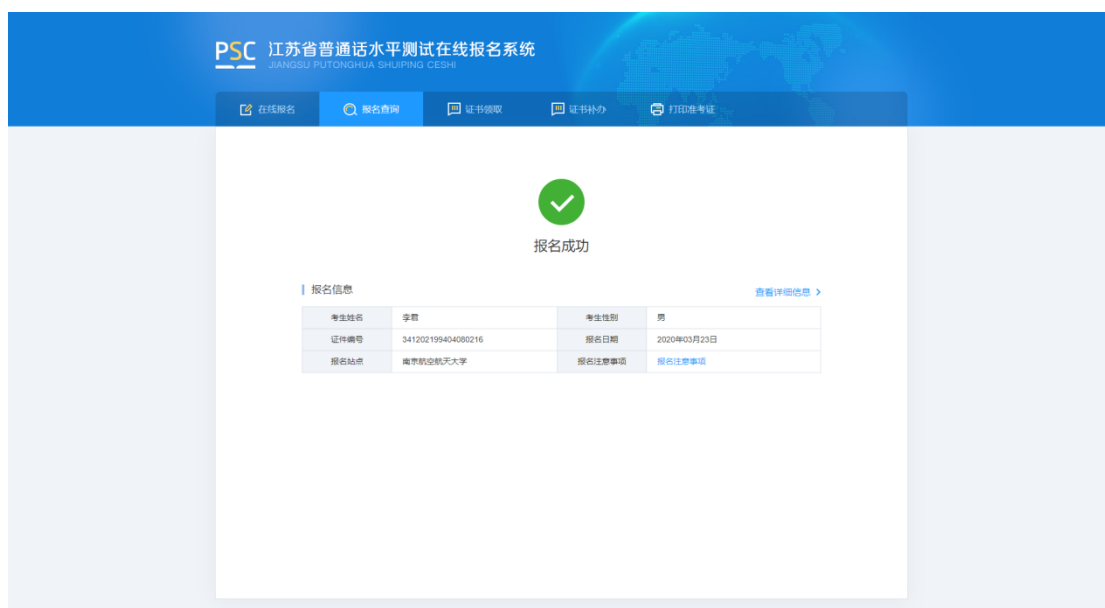 PSC 江苏省普通话水平测试在线报名系统
JIANGSU PUTONGHUA SHUIPING CESHI
在线报名 报名查询 证书领取 证书补办 打印准考证
报名成功
报名信息 查看详细信息
考生姓名 李君 考生性别 男
证件编号 341202199404080216 报名日期 2020年03月23日
报名站点 南京航空航天大学 报名注意事项 报名注意事项